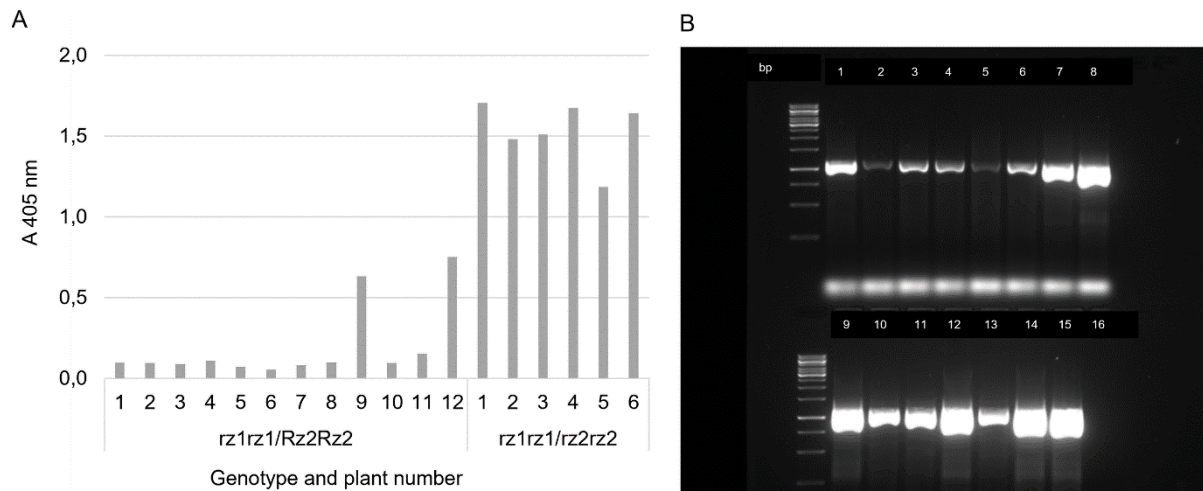 A
2,0
1,5
1,0
0,5
0,0
A 405 nm
1 2 3 4 5 6 7 8 9 10 11 12 1 2 3 4 5 6
rz1rz1/Rz2Rz2 rz1rz1/rz2rz2
Genotype and plant number
B
bp 1 2 3 4 5 6 7 8
9 10 11 12 13 14 15 16